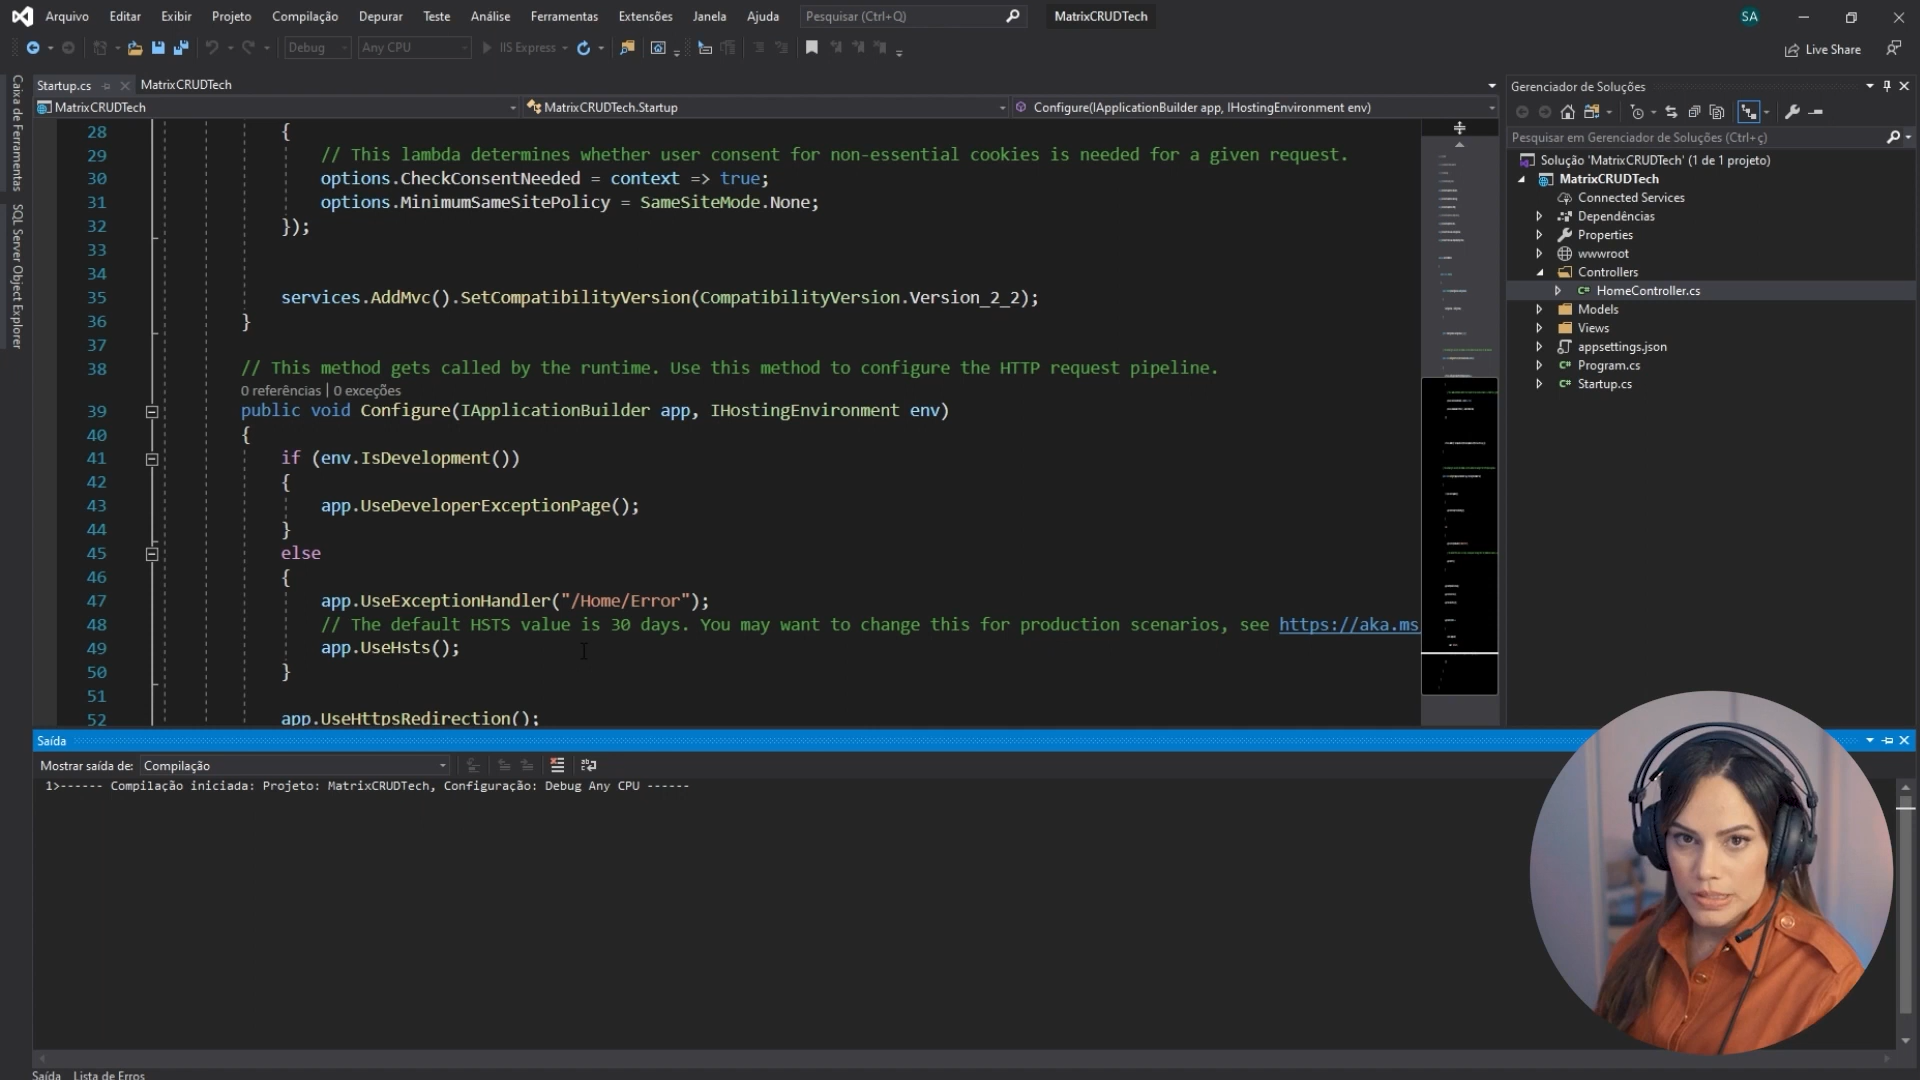 Arquivo Editar Exibir Projeto Compilação Depurar Teste Análise Ferramentas Extensões Janela Ajuda Pesquisar (Ctrl+Q) MatrixCRUDTech SA
Debug Any CPU IIS Express Live Share
Caixa de Ferramentas
SQL Server Object Explorer
Startup.cs MatrixCRUDTech
MatrixCRUDTech MatrixCRUDTech.Startup Configure(IApplicationBuilder app, IHostingEnvironment env)
28 {
29 // This lambda determines whether user consent for non-essential cookies is needed for a given request.
30 options.CheckConsentNeeded = context => true;
31 options.MinimumSameSitePolicy = SameSiteMode.None;
32 });
33
34
35 services.AddMvc().SetCompatibilityVersion(CompatibilityVersion.Version_2_2);
36 }
37
38 // This method gets called by the runtime. Use this method to configure the HTTP request pipeline.
0 referências | 0 exceções
39 public void Configure(IApplicationBuilder app, IHostingEnvironment env)
40 {
41 if (env.IsDevelopment())
42 {
43 app.UseDeveloperExceptionPage();
44 }
45 else
46 {
47 app.UseExceptionHandler("/Home/Error");
48 // The default HSTS value is 30 days. You may want to change this for production scenarios, see https://aka.ms
49 app.UseHsts();
50 }
51
52 app.UseHttpsRedirection();
Gerenciador de Soluções
Pesquisar em Gerenciador de Soluções (Ctrl+ç)
Solução 'MatrixCRUDTech' (1 de 1 projeto)
MatrixCRUDTech
Connected Services
Dependências
Properties
wwwroot
Controllers
C# HomeController.cs
Models
Views
appsettings.json
C# Program.cs
C# Startup.cs
Saída
Mostrar saída de: Compilação
1>------ Compilação iniciada: Projeto: MatrixCRUDTech, Configuração: Debug Any CPU ------
Saída Lista de Erros